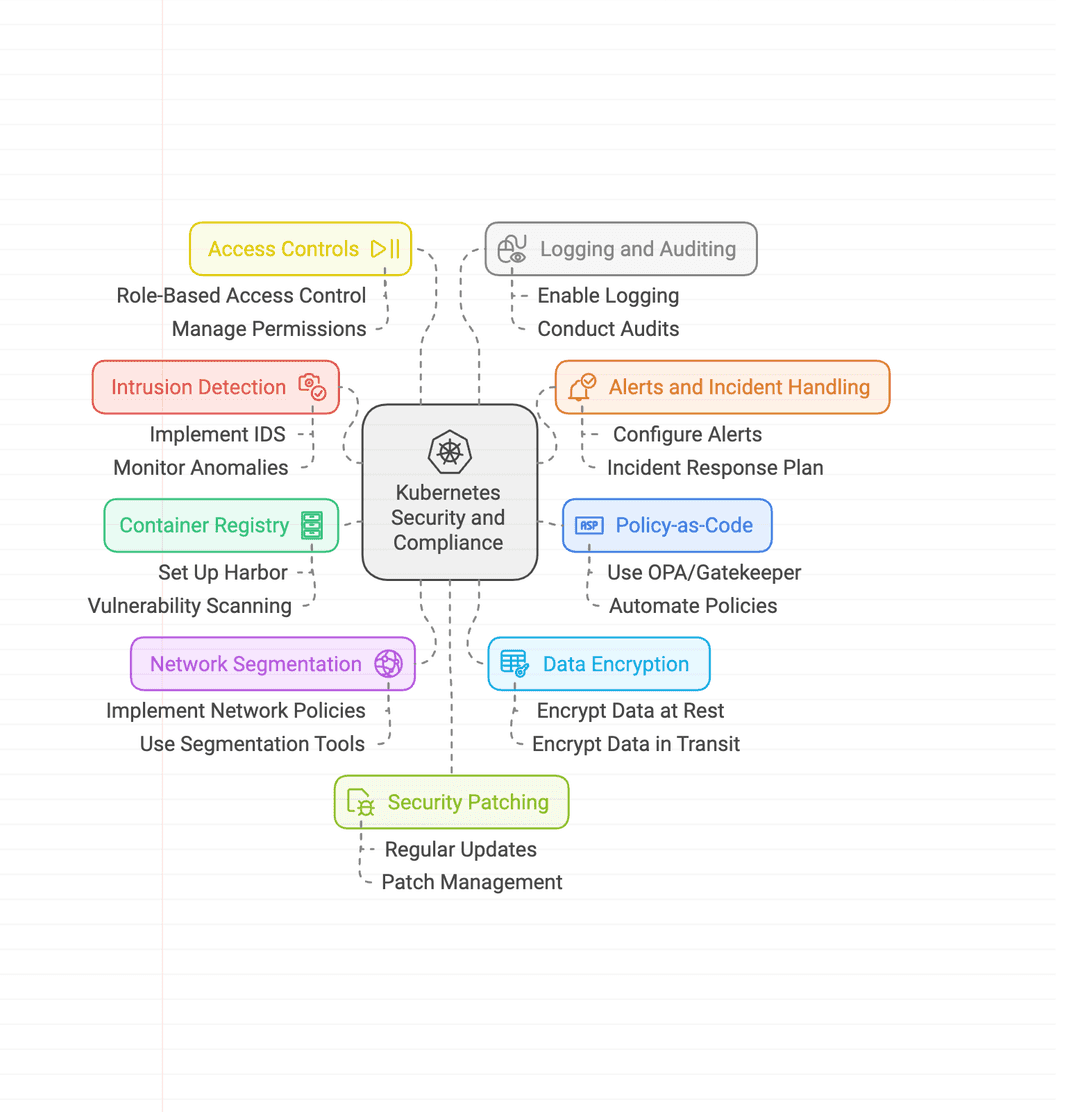 Access Controls
Role-Based Access Control
Manage Permissions
Logging and Auditing
Enable Logging
Conduct Audits
Intrusion Detection
Implement IDS
Monitor Anomalies
Alerts and Incident Handling
Configure Alerts
Incident Response Plan
Kubernetes
Security and
Compliance
Container Registry
Set Up Harbor
Vulnerability Scanning
ASP
Policy-as-Code
Use OPA/Gatekeeper
Automate Policies
Network Segmentation
Implement Network Policies
Use Segmentation Tools
Data Encryption
Encrypt Data at Rest
Encrypt Data in Transit
Security Patching
Regular Updates
Patch Management